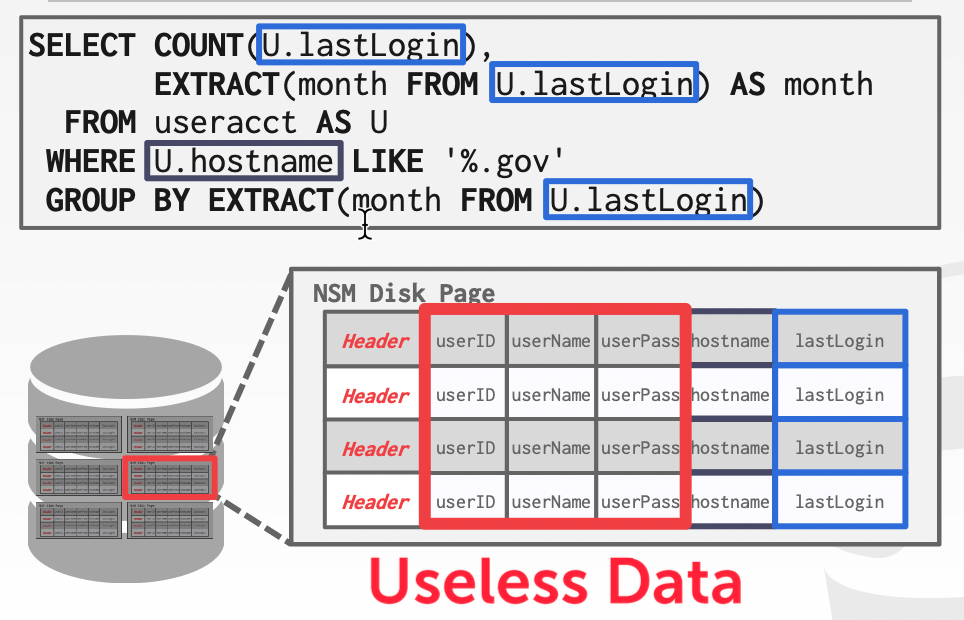 SELECT COUNT(U.lastLogin),
EXTRACT(month FROM U.lastLogin) AS month
FROM useracct AS U
WHERE U.hostname LIKE '%.gov'
GROUP BY EXTRACT(month FROM U.lastLogin)
NSM Disk Page
Header userID userName userPass hostname lastLogin
Header userID userName userPass hostname lastLogin
Header userID userName userPass hostname lastLogin
Header userID userName userPass hostname lastLogin
Useless Data